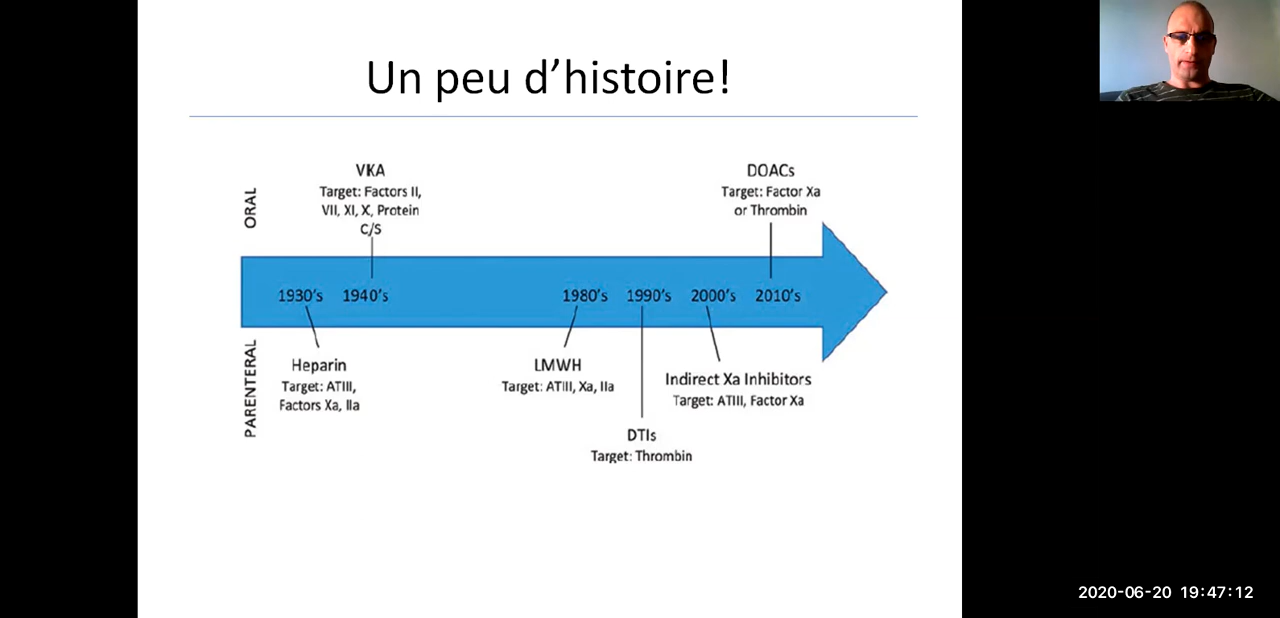 Un peu d’histoire!
VKA
Target: Factors II,
VII, XI, X, Protein
C/S
DOACs
Target: Factor Xa
or Thrombin
ORAL
1930’s 1940’s 1980’s 1990’s 2000’s 2010’s
PARENTERAL
Heparin
Target: ATIII,
Factors Xa, IIa
LMWH
Target: ATIII, Xa, IIa
Indirect Xa Inhibitors
Target: ATIII, Factor Xa
DTIs
Target: Thrombin
2020-06-20 19:47:12